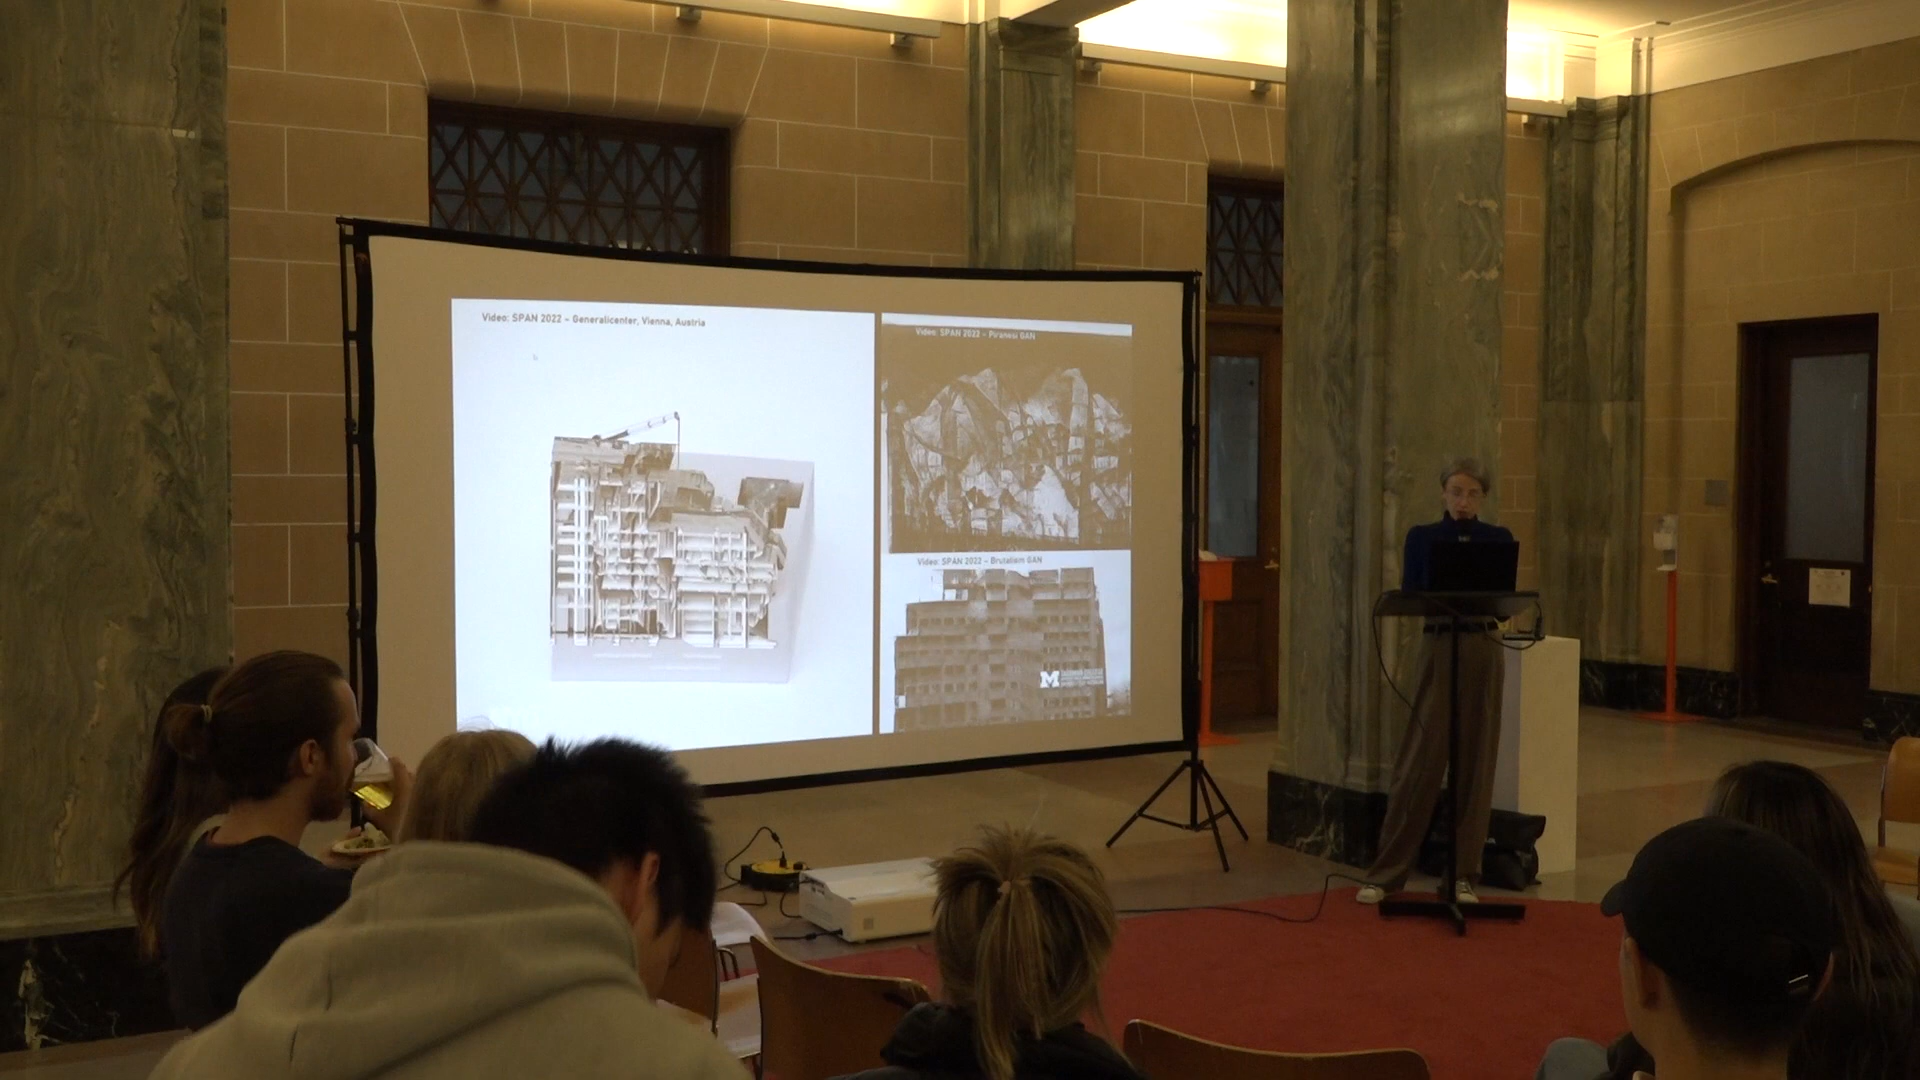 Video: SPAN 2022 – Generalicenter, Vienna, Austria
Video: SPAN 2022 – Piranesi GAN
Video: SPAN 2022 – Brutalism GAN
M